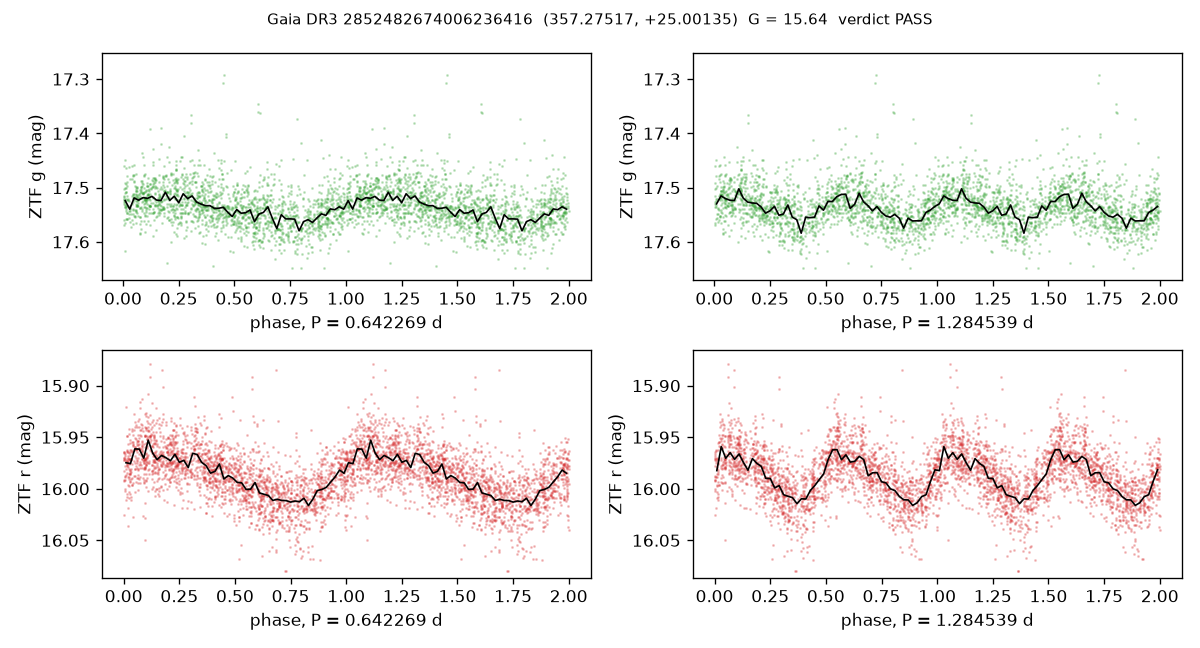 Gaia DR3 2852482674006236416  (357.27517, +25.00135)  G = 15.64  verdict PASS
ZTF g (mag)
17.3
17.4
17.5
17.6
0.00 0.25 0.50 0.75 1.00 1.25 1.50 1.75 2.00
phase, P = 0.642269 d
ZTF g (mag)
17.3
17.4
17.5
17.6
0.00 0.25 0.50 0.75 1.00 1.25 1.50 1.75 2.00
phase, P = 1.284539 d
ZTF r (mag)
15.90
15.95
16.00
16.05
0.00 0.25 0.50 0.75 1.00 1.25 1.50 1.75 2.00
phase, P = 0.642269 d
ZTF r (mag)
15.90
15.95
16.00
16.05
0.00 0.25 0.50 0.75 1.00 1.25 1.50 1.75 2.00
phase, P = 1.284539 d